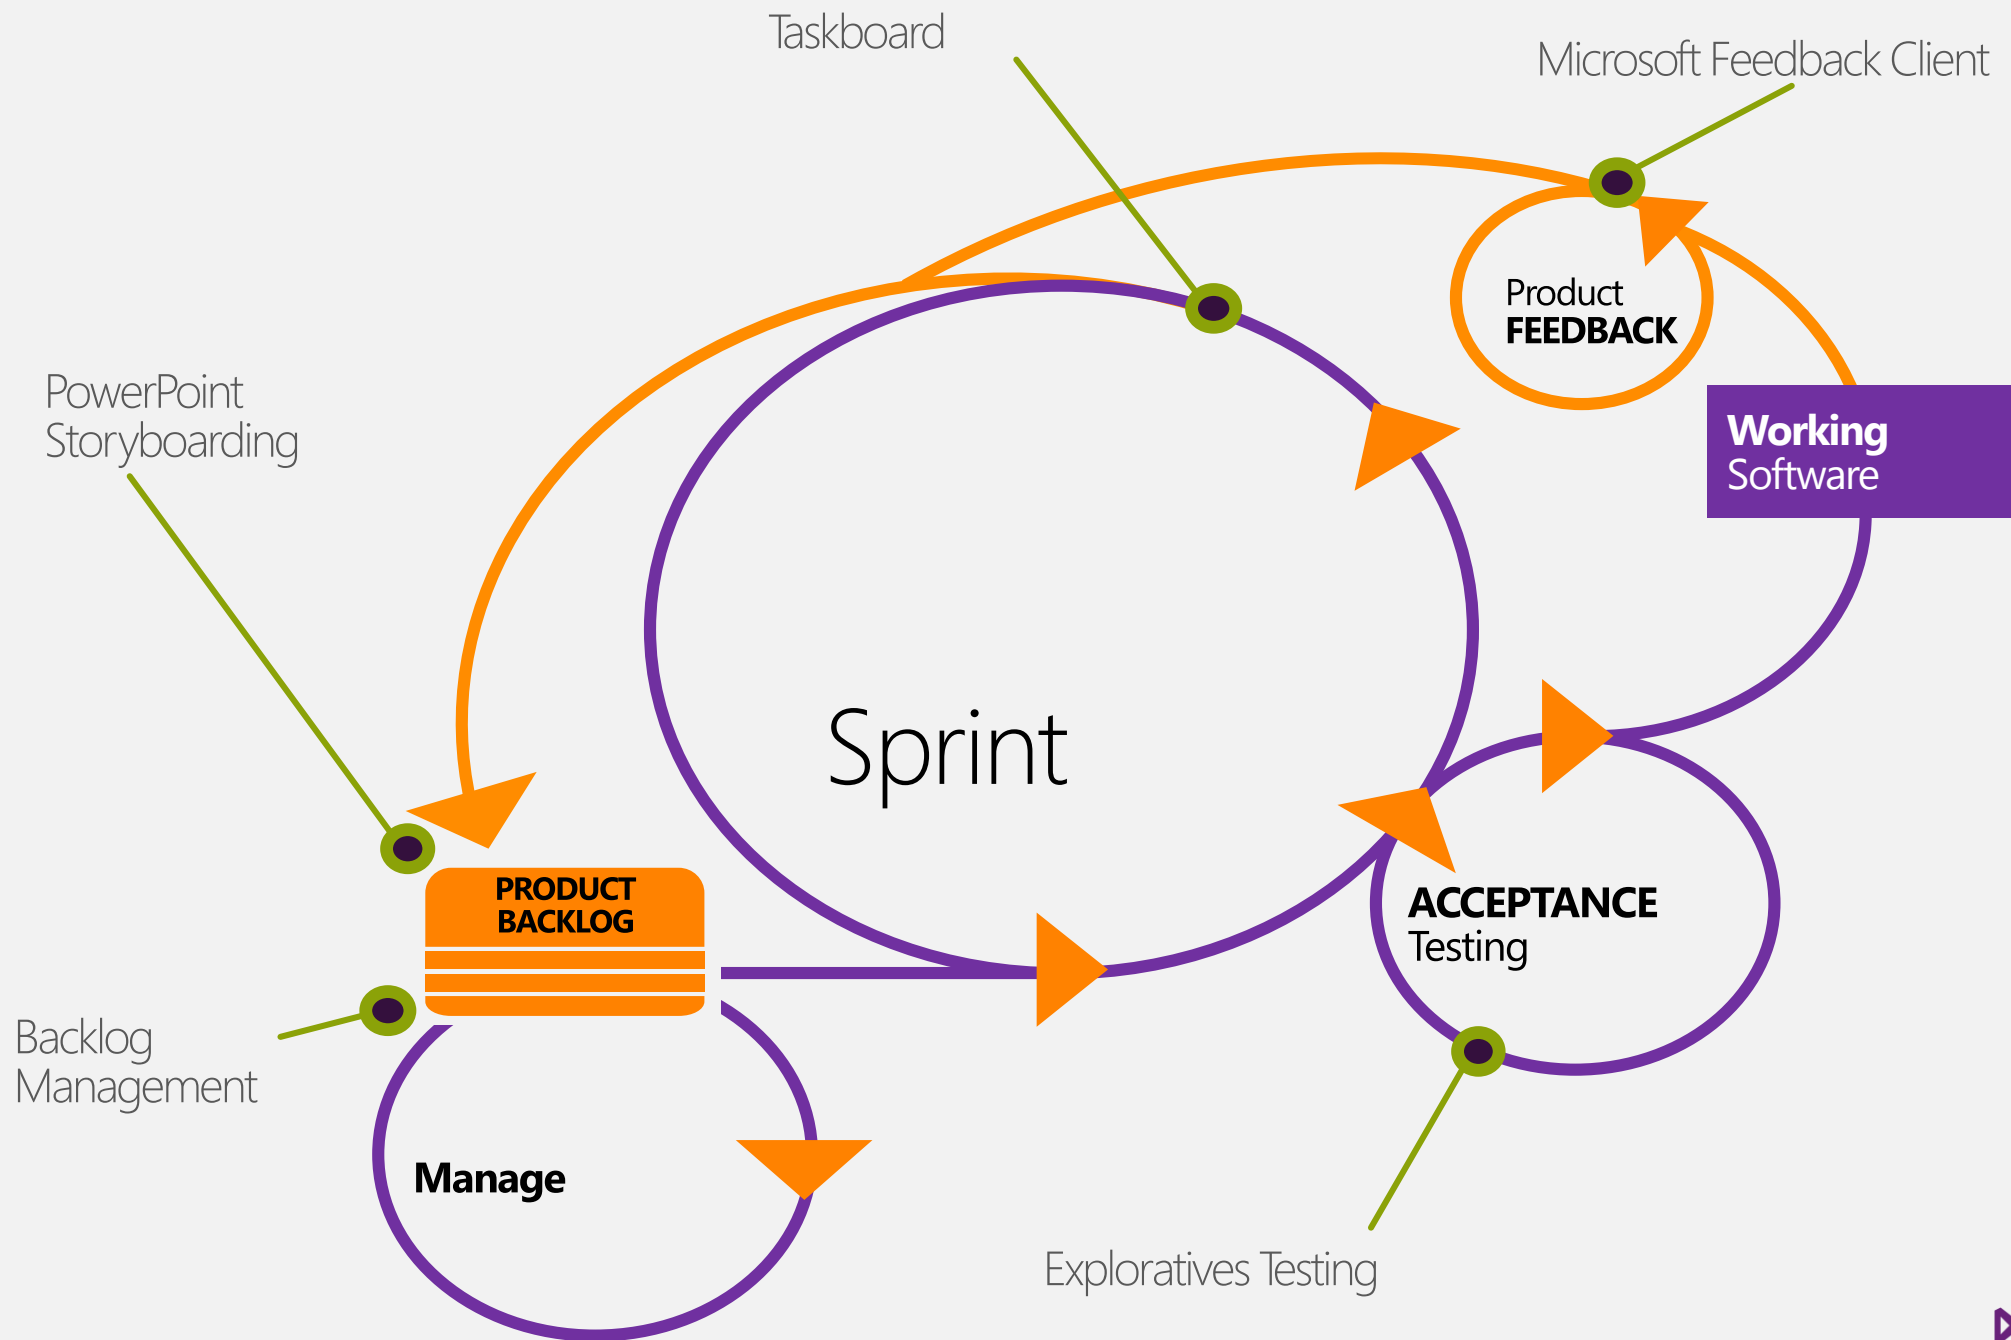 Taskboard
Microsoft Feedback Client
Product
FEEDBACK
PowerPoint
Storyboarding
Working
Software
Sprint
PRODUCT
BACKLOG
ACCEPTANCE
Testing
Backlog
Management
Manage
Exploratives Testing